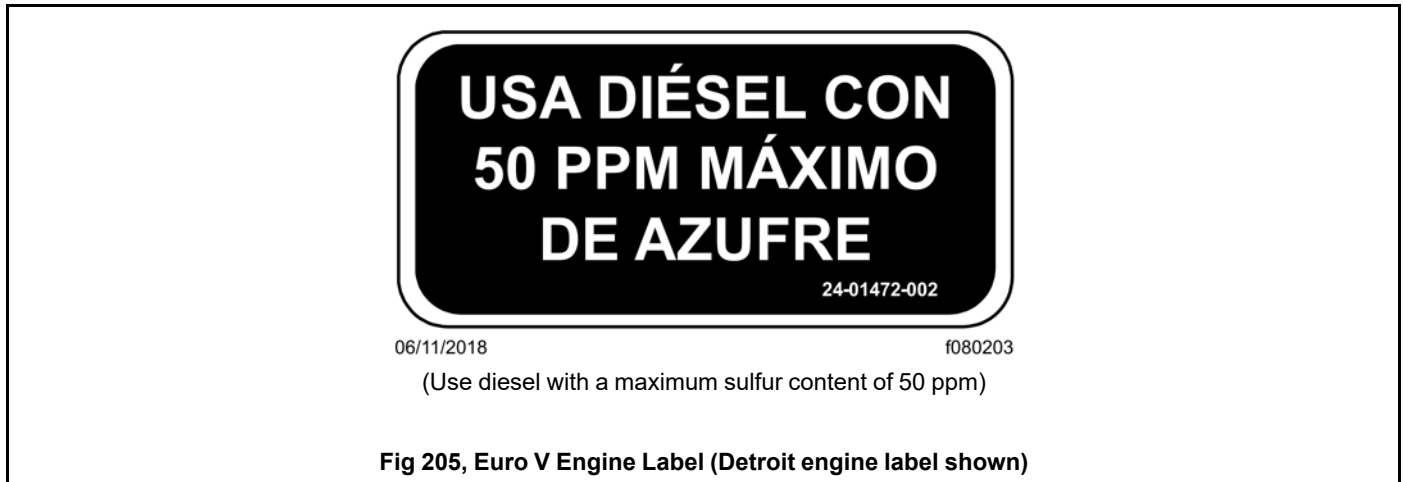 USA DIÉSEL CON
50 PPM MÁXIMO
DE AZUFRE
24-01472-002
06/11/2018 f080203
(Use diesel with a maximum sulfur content of 50 ppm)
Fig 205, Euro V Engine Label (Detroit engine label shown)